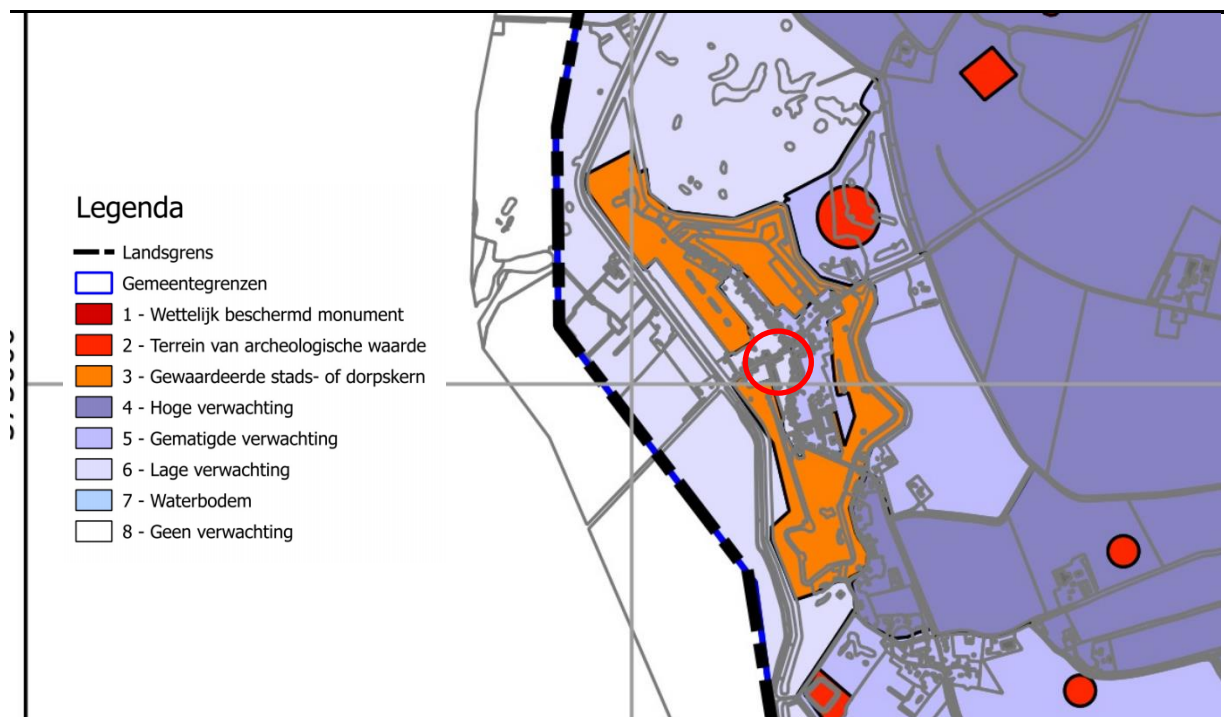 Legenda
Landsgrens
Gemeentegrenzen
1 - Wettelijk beschermd monument
2 - Terrein van archeologische waarde
3 - Gewaardeerde stads- of dorpskern
4 - Hoge verwachting
5 - Gematigde verwachting
6 - Lage verwachting
7 - Waterbodem
8 - Geen verwachting